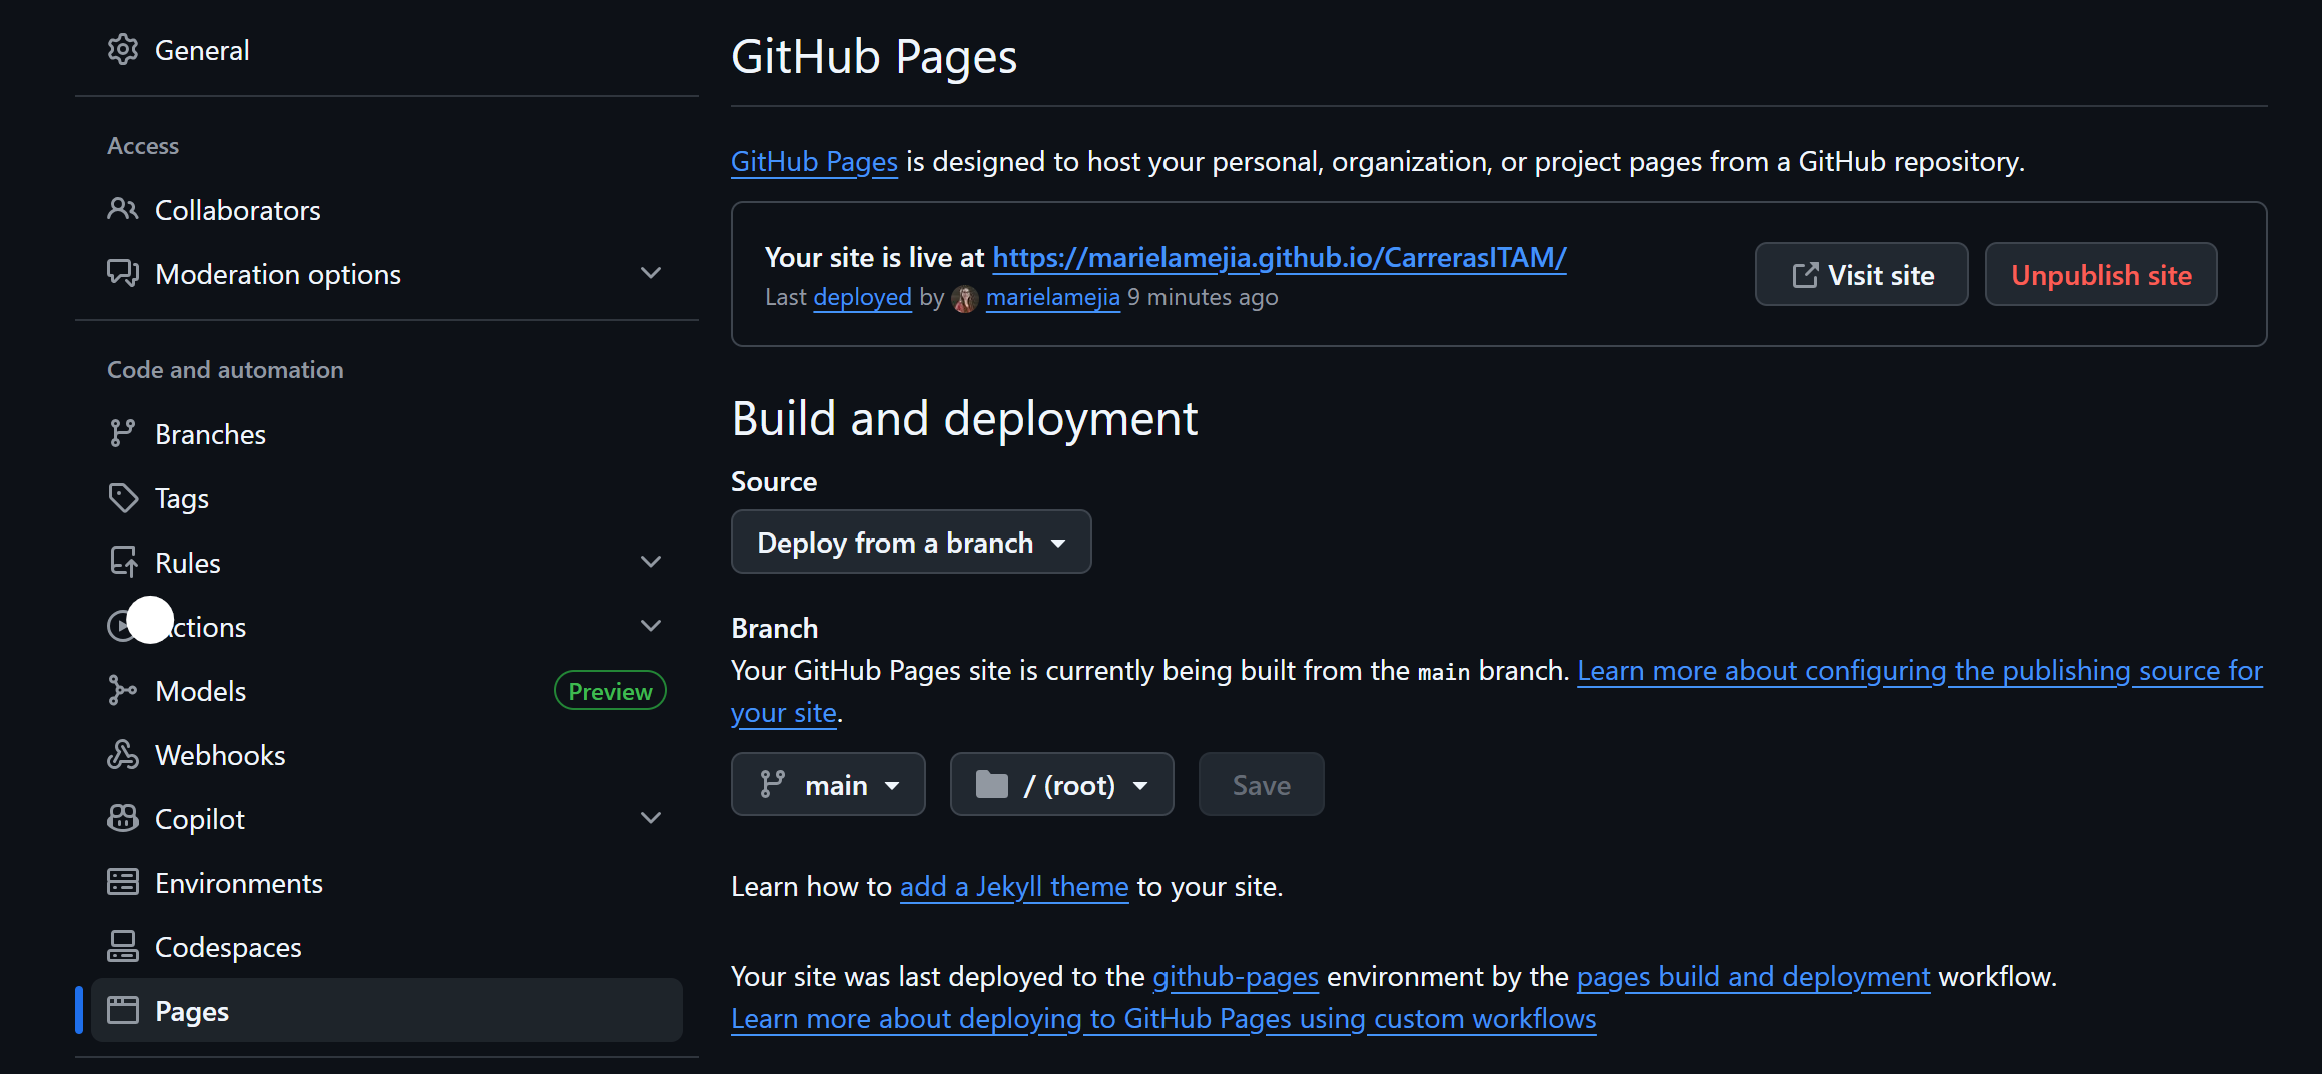 General
Access
Collaborators
Moderation options
Code and automation
Branches
Tags
Rules
ctions
Models Preview
Webhooks
Copilot
Environments
Codespaces
Pages
GitHub Pages
GitHub Pages is designed to host your personal, organization, or project pages from a GitHub repository.
Your site is live at https://marielamejia.github.io/CarrerasITAM/
Last deployed by marielamejia 9 minutes ago
Visit site
Unpublish site
Build and deployment
Source
Deploy from a branch
Branch
Your GitHub Pages site is currently being built from the main branch. Learn more about configuring the publishing source for
your site.
main / (root) Save
Learn how to add a Jekyll theme to your site.
Your site was last deployed to the github-pages environment by the pages build and deployment workflow.
Learn more about deploying to GitHub Pages using custom workflows